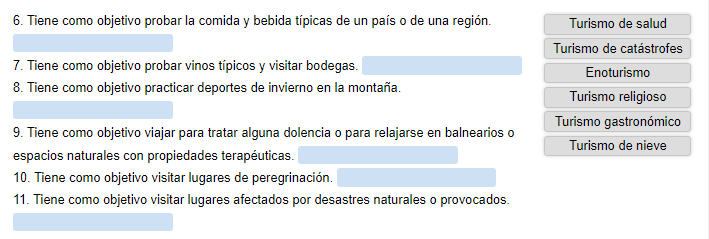 6. Tiene como objetivo probar la comida y bebida típicas de un país o de una región.
7. Tiene como objetivo probar vinos típicos y visitar bodegas.
8. Tiene como objetivo practicar deportes de invierno en la montaña.
9. Tiene como objetivo viajar para tratar alguna dolencia o para relajarse en balnearios o
espacios naturales con propiedades terapéuticas.
10. Tiene como objetivo visitar lugares de peregrinación.
11. Tiene como objetivo visitar lugares afectados por desastres naturales o provocados.
Turismo de salud
Turismo de catástrofes
Enoturismo
Turismo religioso
Turismo gastronómico
Turismo de nieve